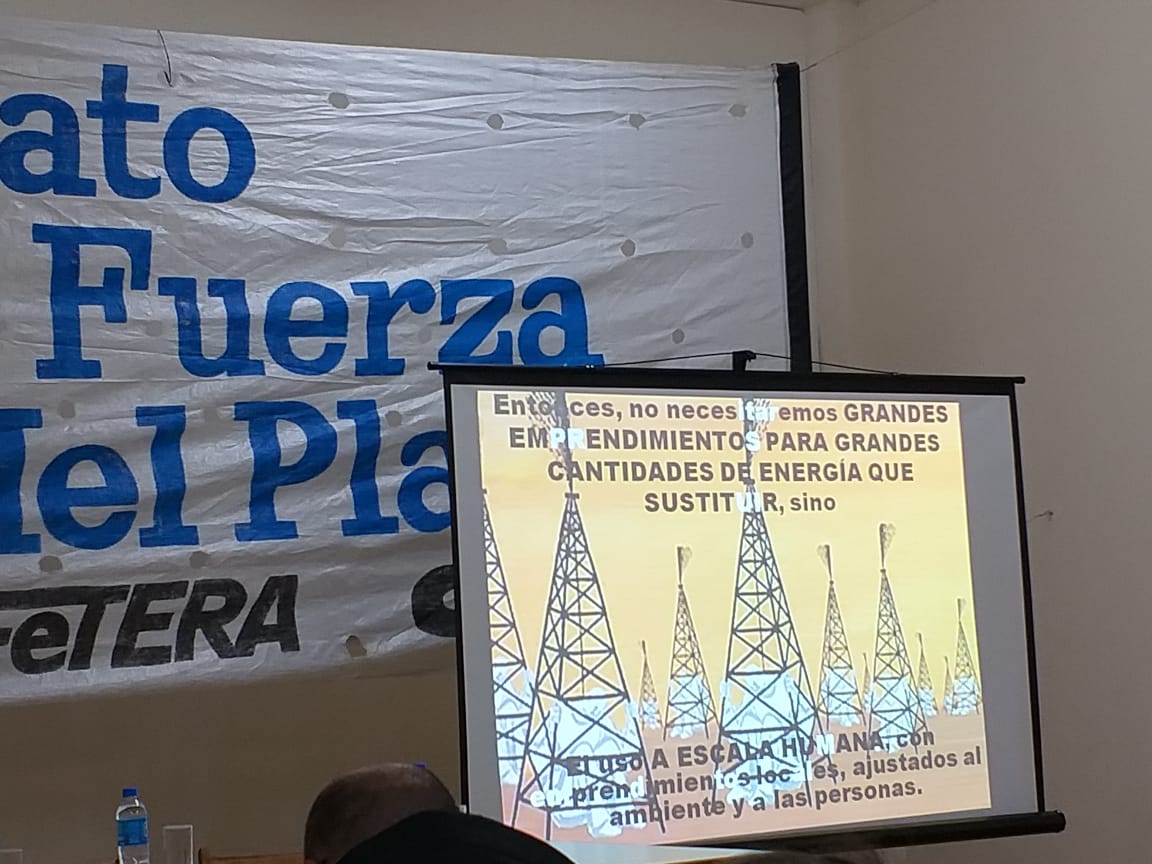 ato
Fuerza
del Pla
FeTERA
Entonces, no necesitaremos GRANDES
EMPRENDIMIENTOS PARA GRANDES
CANTIDADES DE ENERGÍA QUE
SUSTITUIR, sino
El uso A ESCALA HUMANA, con
emprendimientos locales, ajustados al
ambiente y a las personas.